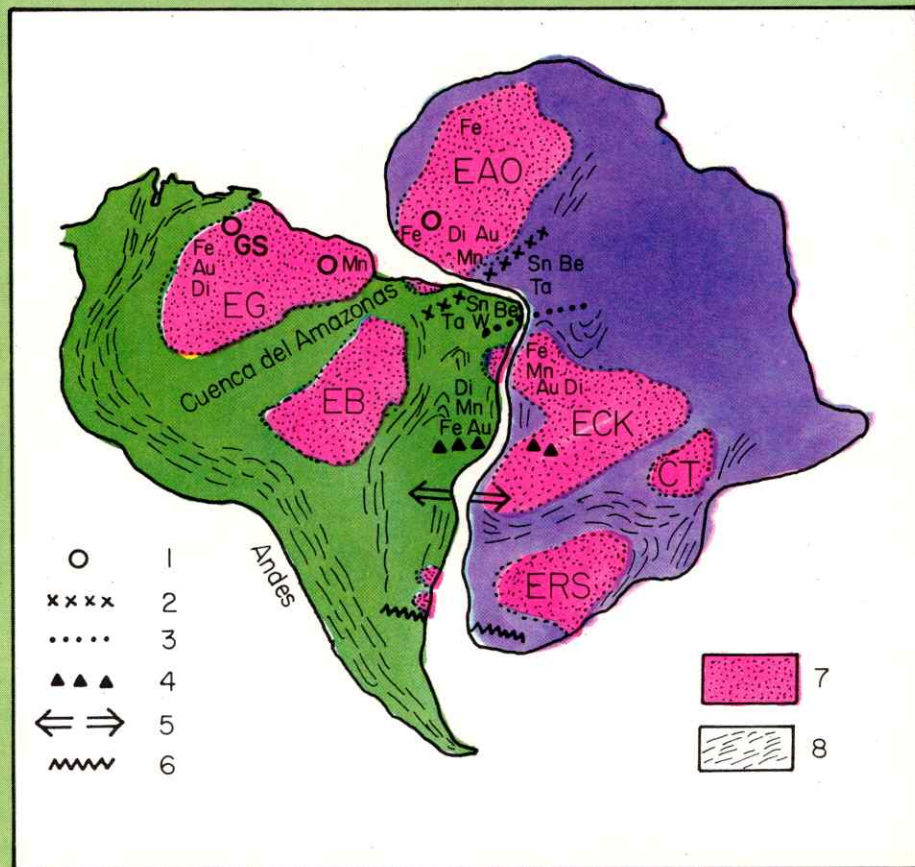 Fe
EAO
GS
Fe
Au
Di
EG
Mn
Fe
Di Au
Mn
Sn Be
Ta
Cuenca del Amazonas
Sn Be
Ta W
EB
Di
Mn
Fe Au
Fe
Mn
Au Di
ECK
CT
ERS
Andes
1
2
3
4
5
6
7
8